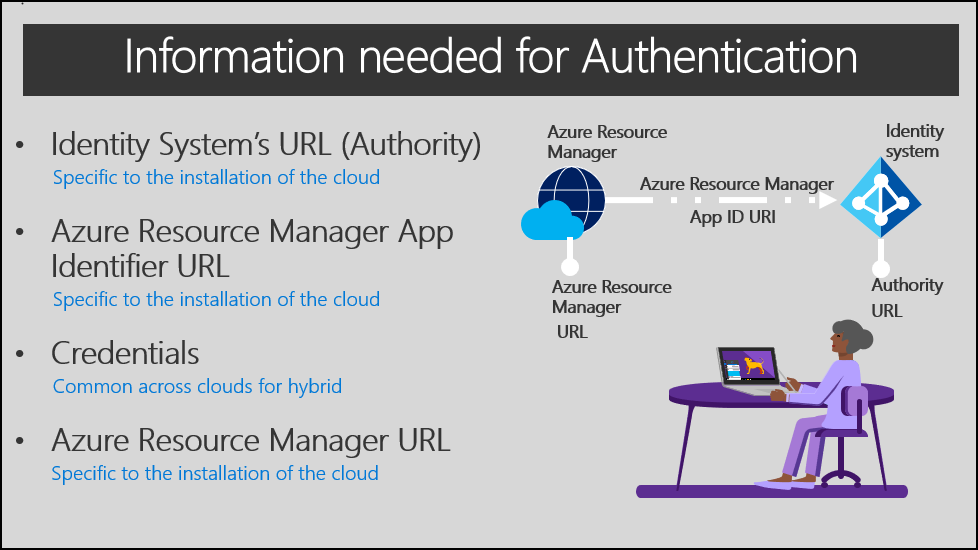 Information needed for Authentication
• Identity System's URL (Authority)
Specific to the installation of the cloud
• Azure Resource Manager App
Identifier URL
Specific to the installation of the cloud
• Credentials
Common across clouds for hybrid
• Azure Resource Manager URL
Specific to the installation of the cloud
Azure Resource
Manager
Identity
system
Azure Resource Manager
App ID URI
Azure Resource
Manager
URL
Authority
URL